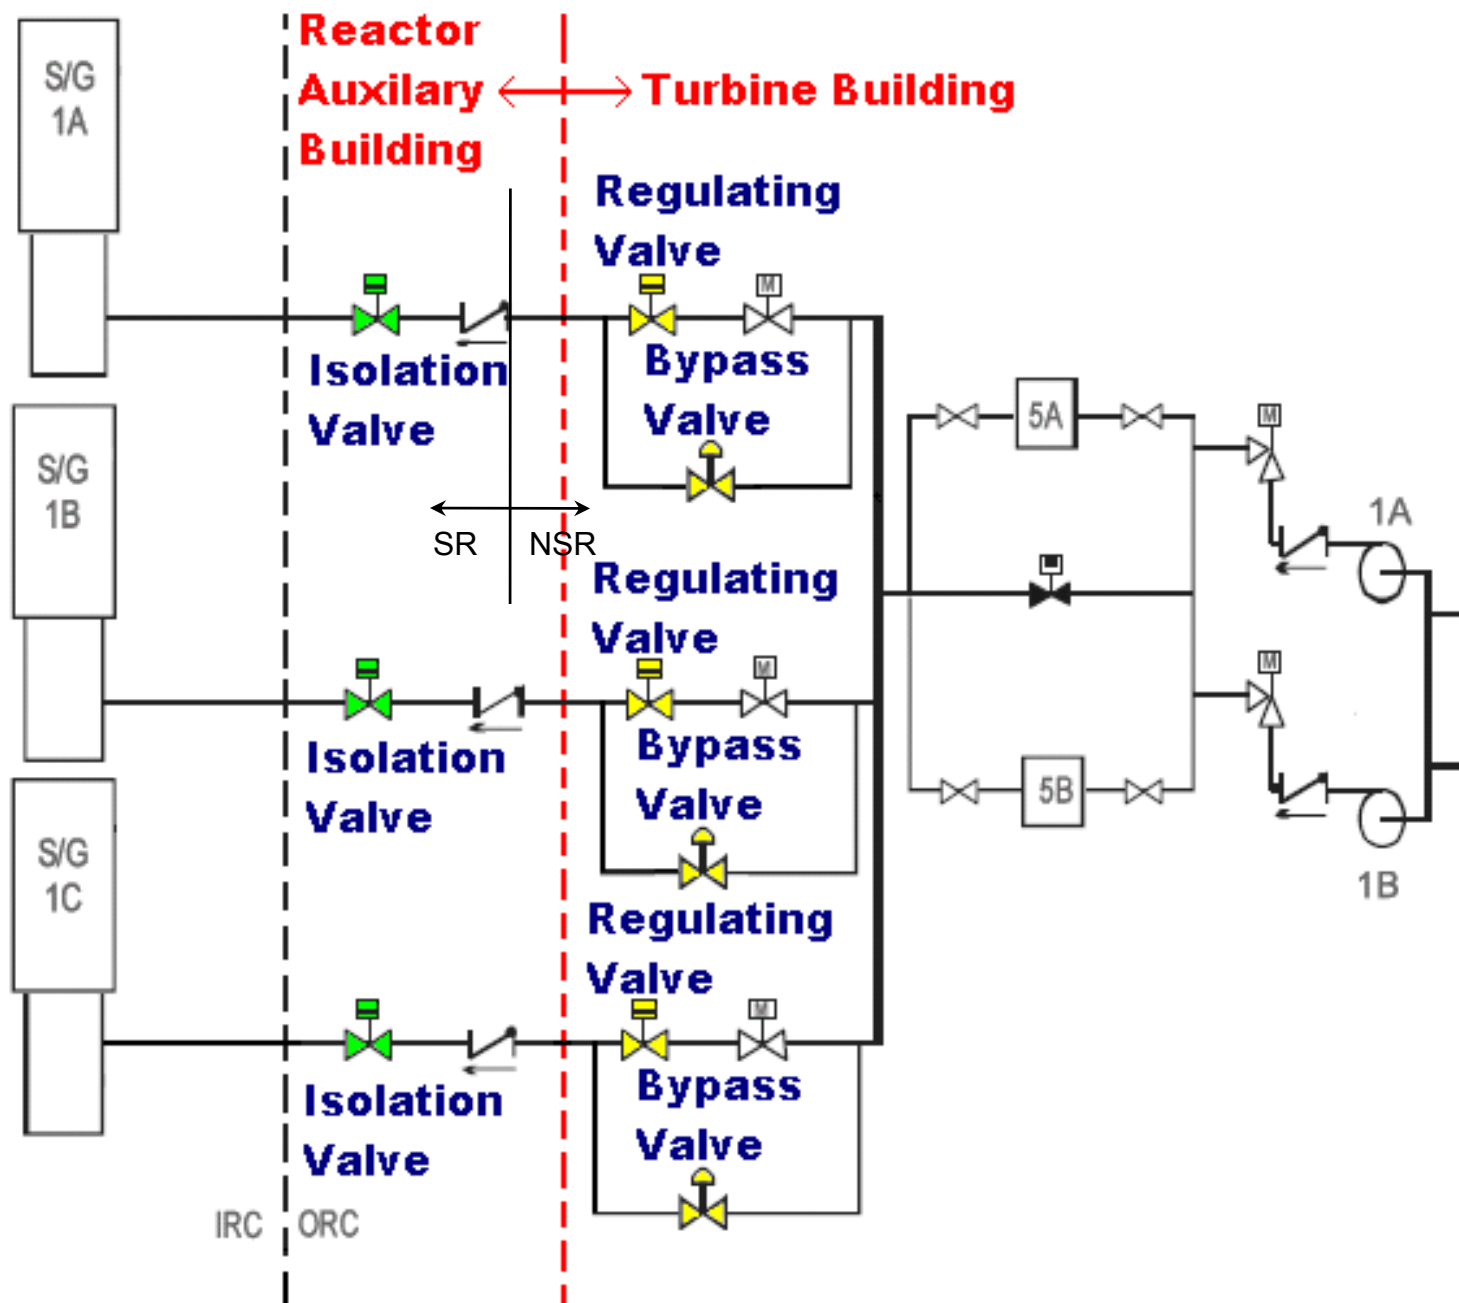 Reactor
Auxilary
Building
Turbine Building
S/G
1A
Regulating
Valve
M
Isolation
Valve
Bypass
Valve
S/G
1B
SR
NSR
5A
M
1A
Regulating
Valve
M
Isolation
Valve
Bypass
Valve
5B
M
1B
S/G
1C
Regulating
Valve
M
Isolation
Valve
Bypass
Valve
IRC
ORC